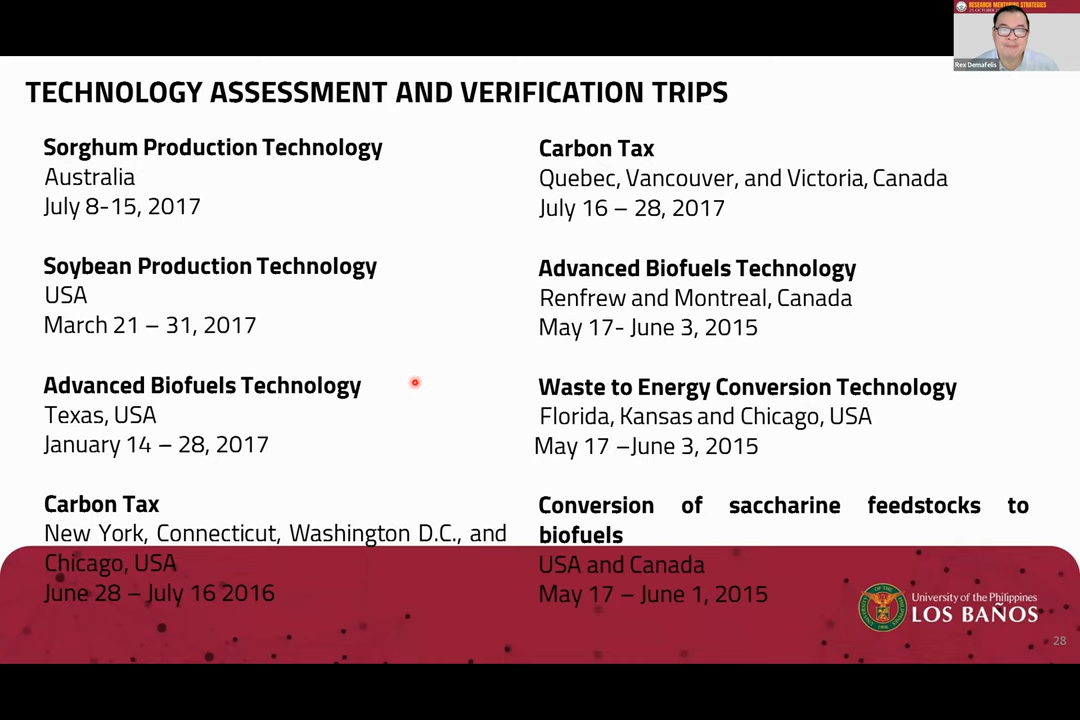 RESEARCH MENTORING STRATEGIES
Rex Demafelis
TECHNOLOGY ASSESSMENT AND VERIFICATION TRIPS
Sorghum Production Technology
Australia
July 8-15, 2017
Soybean Production Technology
USA
March 21 – 31, 2017
Advanced Biofuels Technology
Texas, USA
January 14 – 28, 2017
Carbon Tax
New York, Connecticut, Washington D.C., and
Chicago, USA
June 28 – July 16 2016
Carbon Tax
Quebec, Vancouver, and Victoria, Canada
July 16 – 28, 2017
Advanced Biofuels Technology
Renfrew and Montreal, Canada
May 17- June 3, 2015
Waste to Energy Conversion Technology
Florida, Kansas and Chicago, USA
May 17 –June 3, 2015
Conversion of saccharine feedstocks to
biofuels
USA and Canada
May 17 – June 1, 2015
University of the Philippines
LOS BAÑOS
28